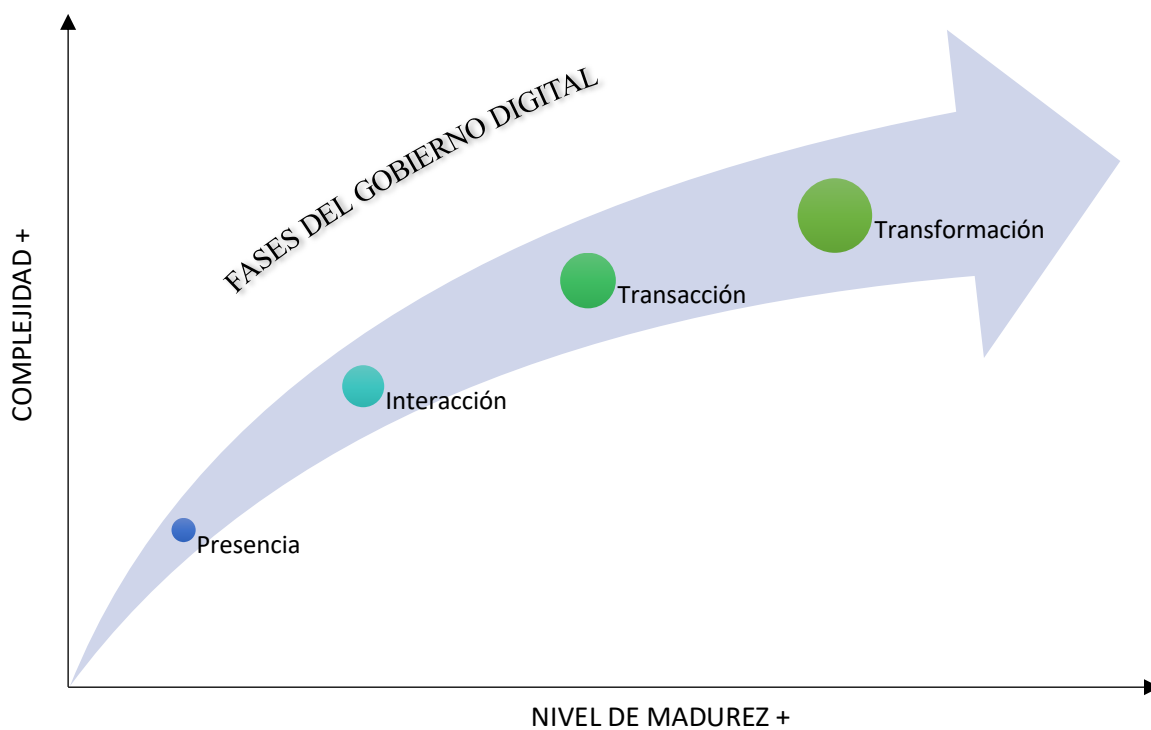 FASES DEL GOBIERNO DIGITAL
COMPLEJIDAD +
Transformación
Transacción
Interacción
Presencia
NIVEL DE MADUREZ +